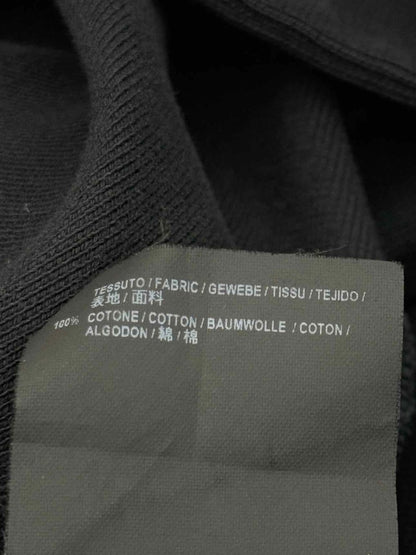 TESSUTO / FABRIC / GEWEBE / TISSU / TEJIDO /
表地 / 面料
100% COTONE / COTTON / BAUMWOLLE / COTON /
ALGODON / 綿 / 棉